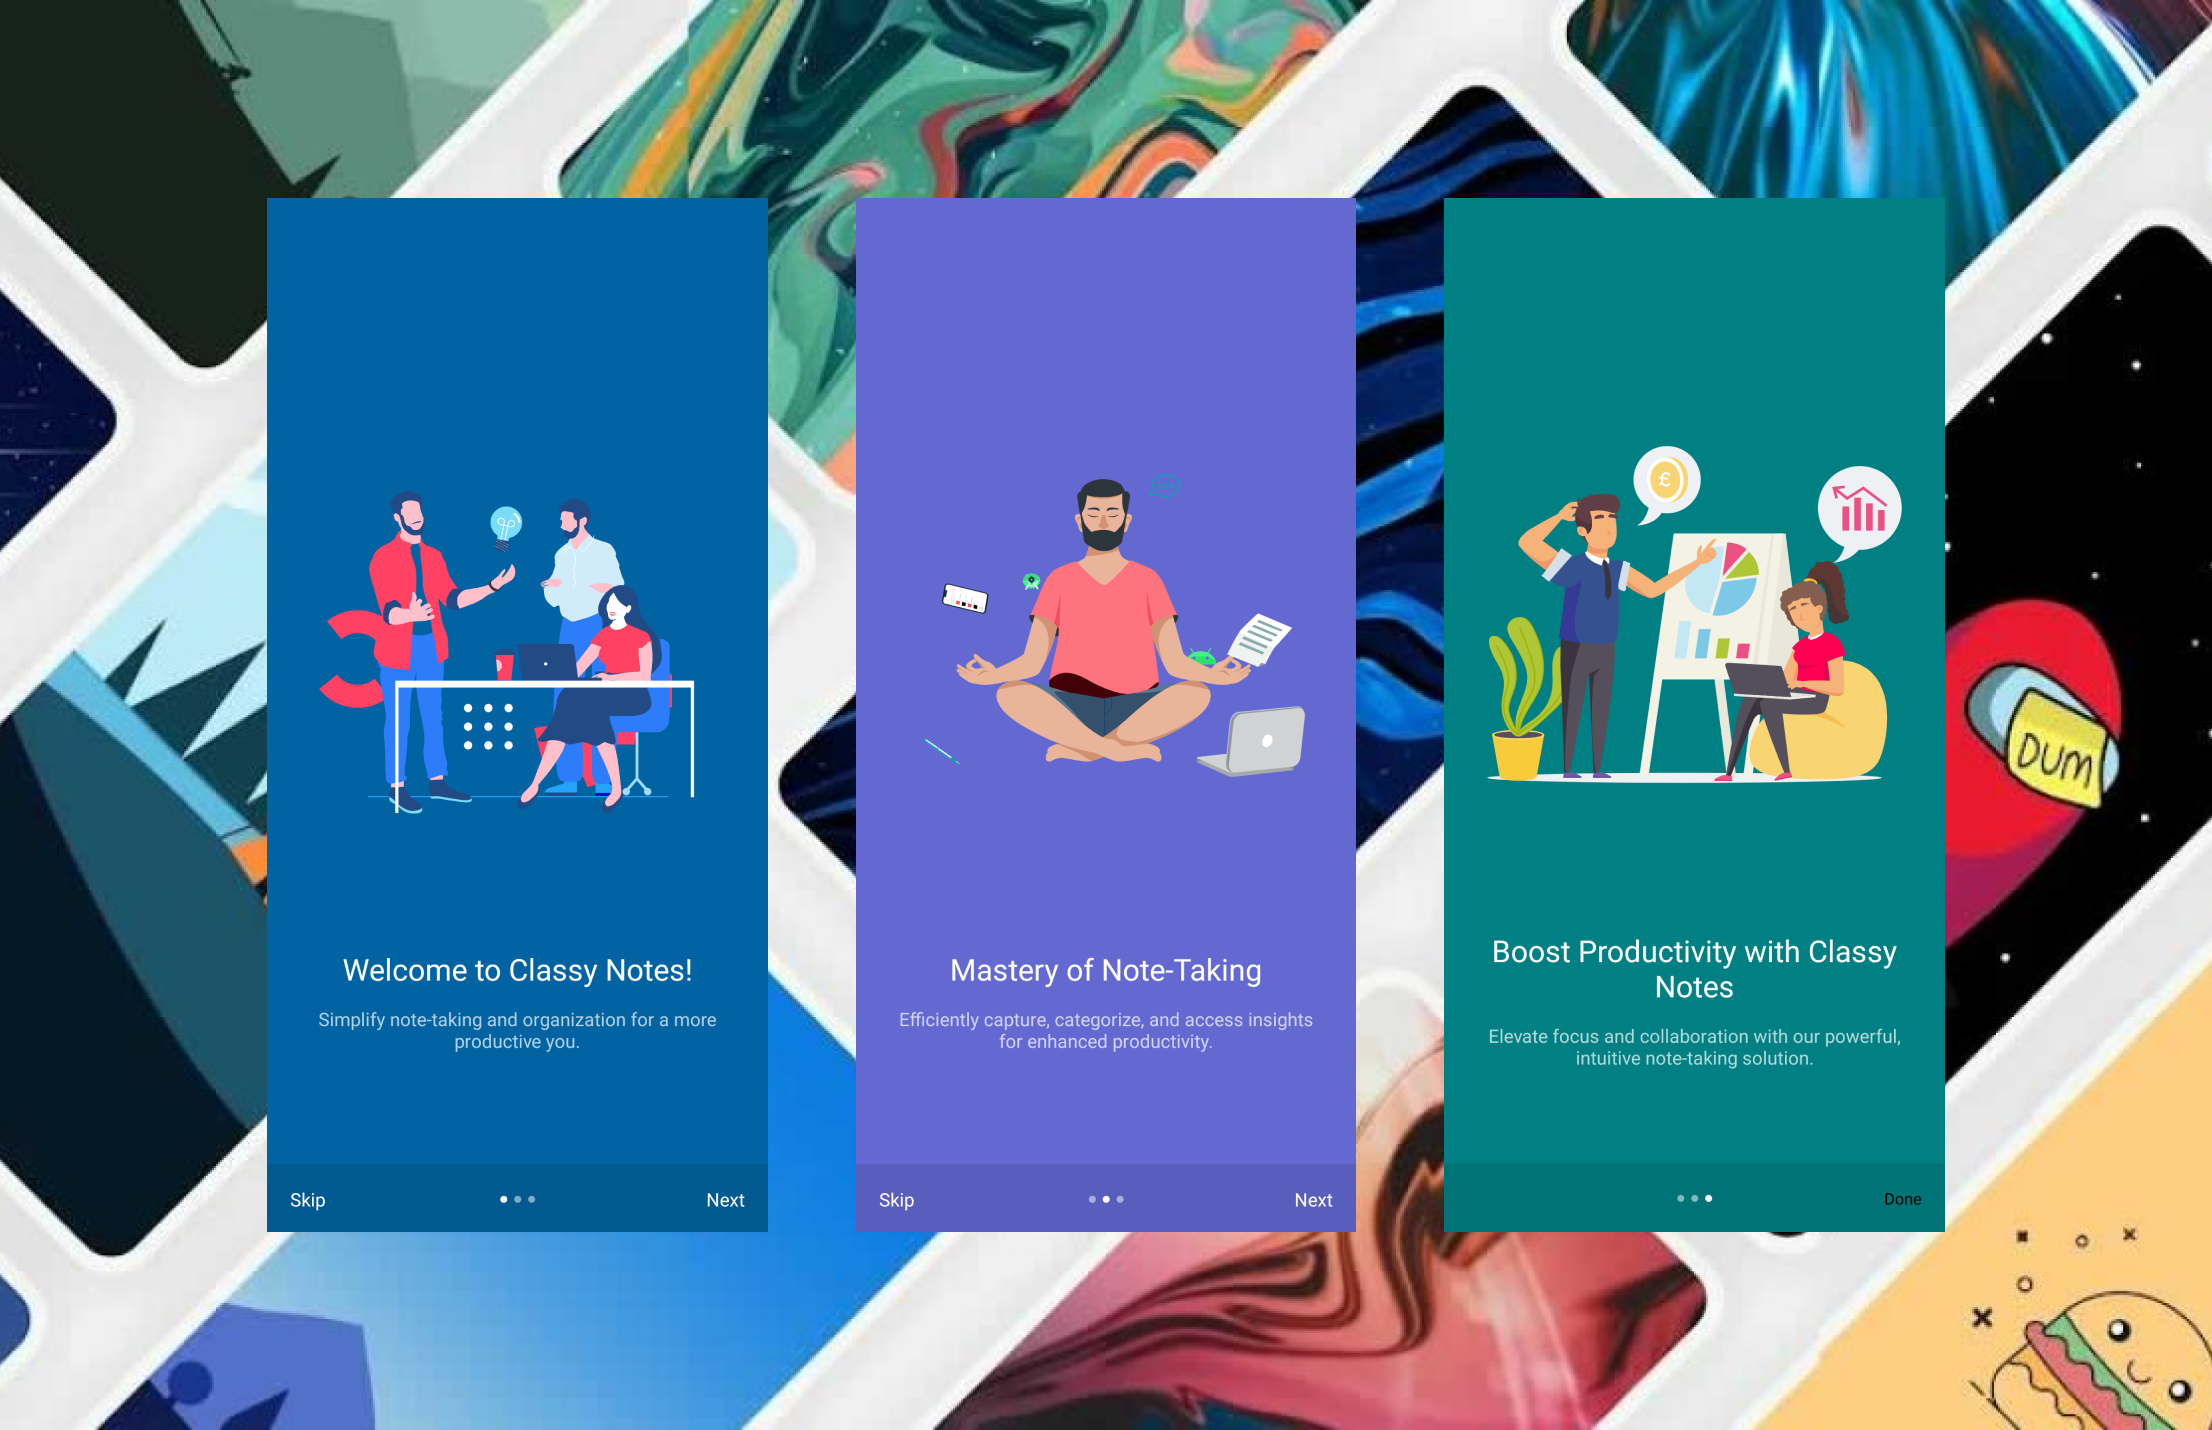 Welcome to Classy Notes!
Simplify note-taking and organization for a more
productive you.
Skip
Next
Mastery of Note-Taking
Efficiently capture, categorize, and access insights
for enhanced productivity.
Skip
Next
£
Boost Productivity with Classy
Notes
Elevate focus and collaboration with our powerful,
intuitive note-taking solution.
Done
DUM